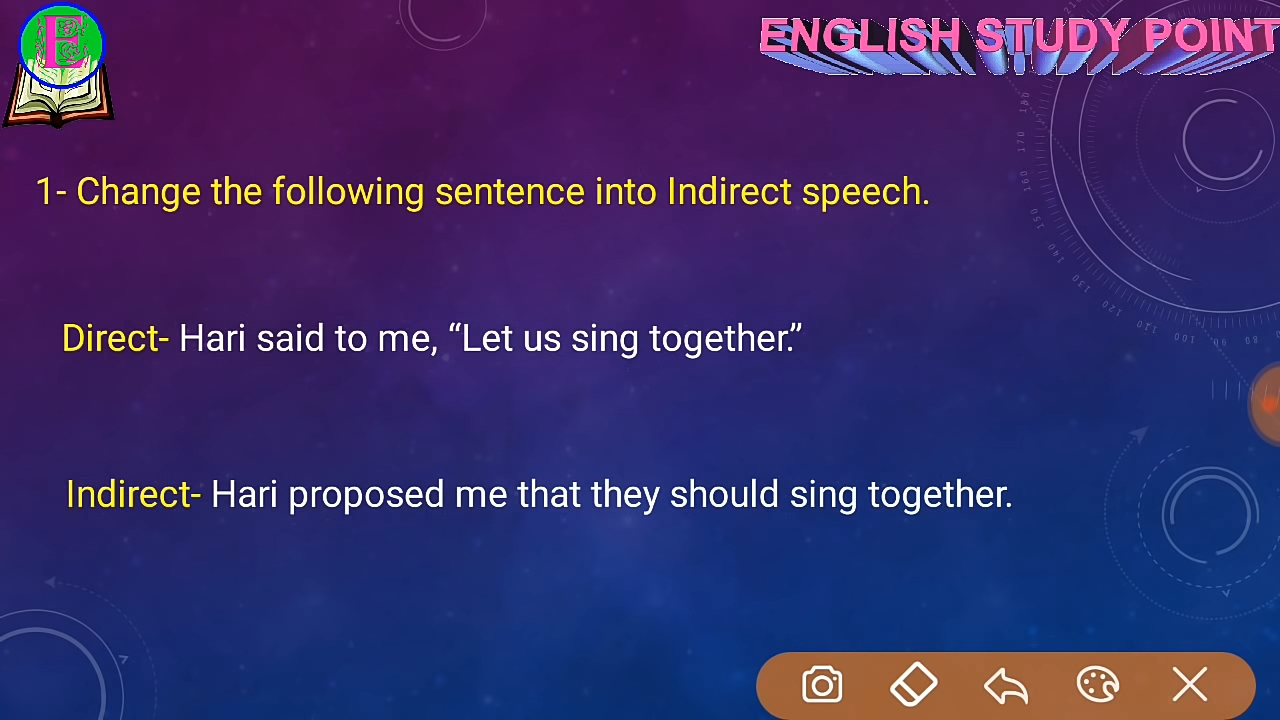 E
ENGLISH STUDY POINT
1- Change the following sentence into Indirect speech.
Direct- Hari said to me, “Let us sing together.”
Indirect- Hari proposed me that they should sing together.